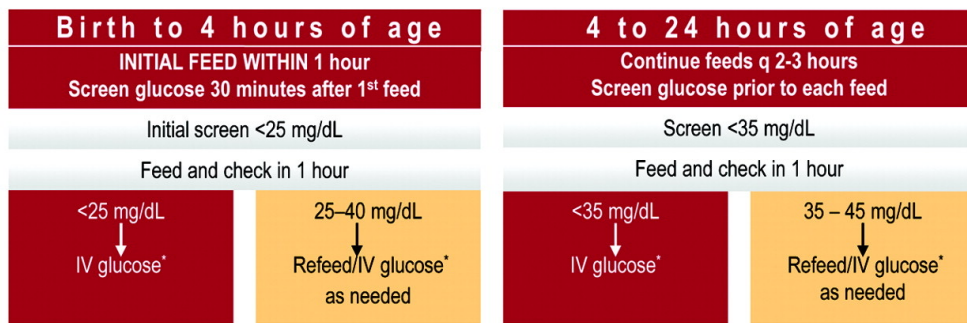 Birth to 4 hours of age
INITIAL FEED WITHIN 1 hour
Screen glucose 30 minutes after 1st feed
Initial screen <25 mg/dL
Feed and check in 1 hour
<25 mg/dL
IV glucose*
25–40 mg/dL
Refeed/IV glucose*
as needed
4 to 24 hours of age
Continue feeds q 2-3 hours
Screen glucose prior to each feed
Screen <35 mg/dL
Feed and check in 1 hour
<35 mg/dL
IV glucose*
35 – 45 mg/dL
Refeed/IV glucose*
as needed